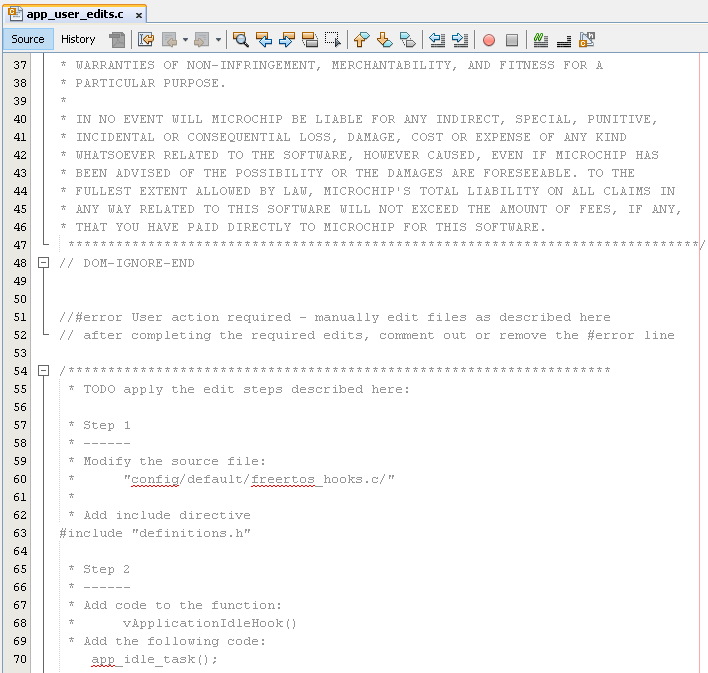 app_user_edits.c ×
Source History
37 * WARRANTIES OF NON-INFRINGEMENT, MERCHANTABILITY, AND FITNESS FOR A
38 * PARTICULAR PURPOSE.
39 *
40 * IN NO EVENT WILL MICROCHIP BE LIABLE FOR ANY INDIRECT, SPECIAL, PUNITIVE,
41 * INCIDENTAL OR CONSEQUENTIAL LOSS, DAMAGE, COST OR EXPENSE OF ANY KIND
42 * WHATSOEVER RELATED TO THE SOFTWARE, HOWEVER CAUSED, EVEN IF MICROCHIP HAS
43 * BEEN ADVISED OF THE POSSIBILITY OR THE DAMAGES ARE FORESEEABLE. TO THE
44 * FULLEST EXTENT ALLOWED BY LAW, MICROCHIP'S TOTAL LIABILITY ON ALL CLAIMS IN
45 * ANY WAY RELATED TO THIS SOFTWARE WILL NOT EXCEED THE AMOUNT OF FEES, IF ANY,
46 * THAT YOU HAVE PAID DIRECTLY TO MICROCHIP FOR THIS SOFTWARE.
47 *******************************************************************************/
48 // DOM-IGNORE-END
49
50
51 //#error User action required - manually edit files as described here
52 // after completing the required edits, comment out or remove the #error line
53
54 /********************************************************************
55 * TODO apply the edit steps described here:
56
57 * Step 1
58 * ------
59 * Modify the source file:
60 * "config/default/freertos_hooks.c/"
61 *
62 * Add include directive
63 #include "definitions.h"
64
65 * Step 2
66 * ------
67 * Add code to the function:
68 * vApplicationIdleHook()
69 * Add the following code:
70 app_idle_task();